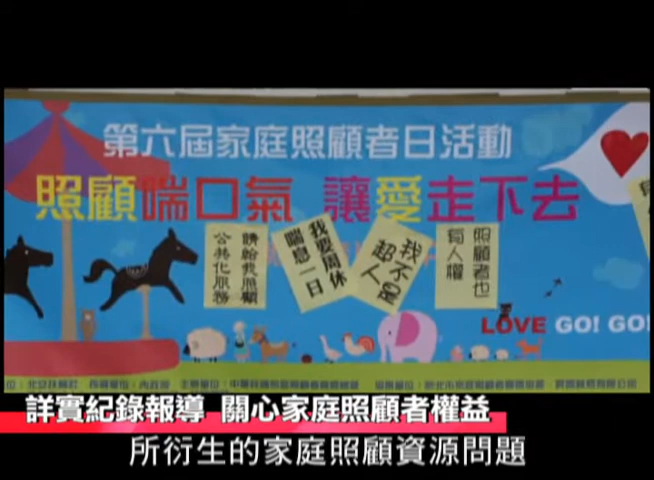 第六屆家庭照顧者日活動
照顧喘口氣 讓愛走下去
請給我照顧
公共化服務
我要周休
喘息一日
我不是
超人
照顧者也
有人權
LOVE GO! GO!
詳實紀錄報導 關心家庭照顧者權益
所衍生的家庭照顧資源問題